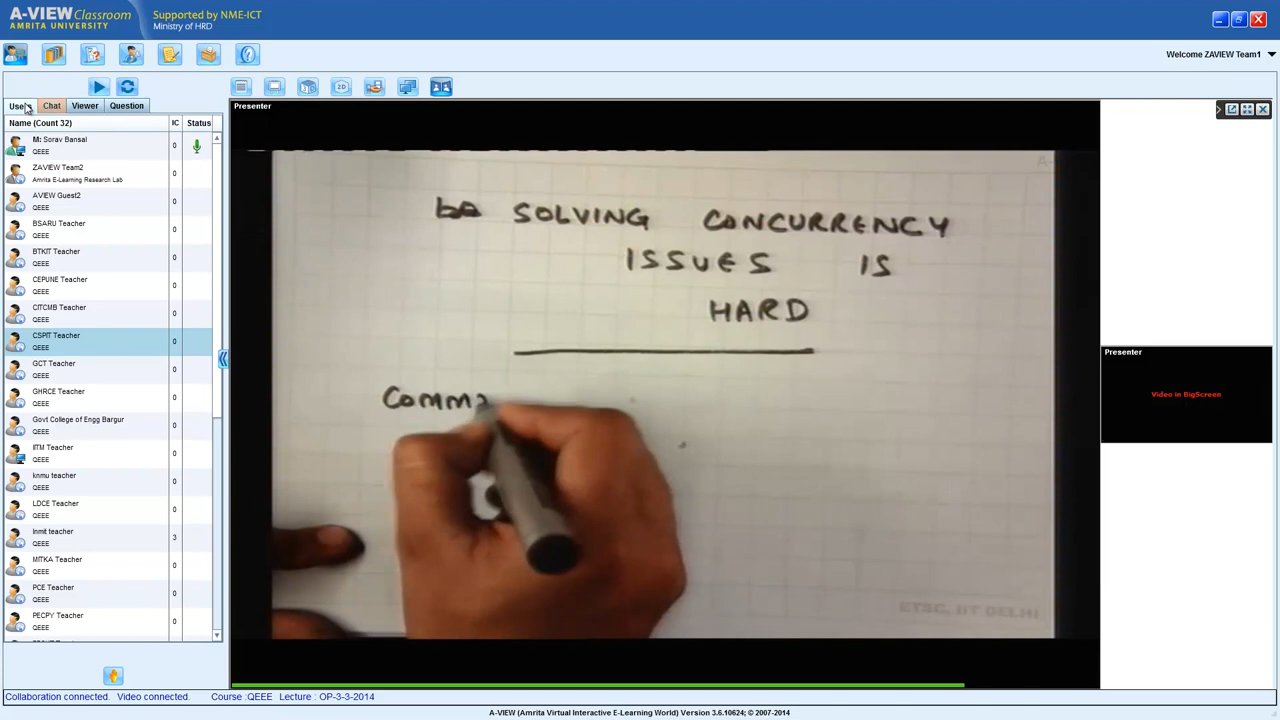 A-VIEW Classroom
AMRITA UNIVERSITY
Supported by NME-ICT
Ministry of HRD
Welcome ZAVIEW Team1
Chat Viewer Question
Name (Count 32) IC Status
M: Sorav Bansal
QEEE 0
ZAVIEW Team2
Amrita E-Learning Research Lab 0
AVIEW Guest2
QEEE 0
BSARU Teacher
QEEE 0
BTKIT Teacher
QEEE 0
CEPUNE Teacher
QEEE 0
CITCMB Teacher
QEEE 0
CSPIT Teacher
QEEE 0
GCT Teacher
QEEE 0
GHRCE Teacher
QEEE 0
Govt College of Engg Bargur
QEEE 0
IITM Teacher
QEEE 0
knmu teacher
QEEE 0
LDCE Teacher
QEEE 0
lnmit teacher
QEEE 3
MITKA Teacher
QEEE 0
PCE Teacher
QEEE 0
PECPY Teacher
QEEE 0
Presenter
SOLVING CONCURRENCY
ISSUES IS
HARD
ETSC, IIT DELHI
Presenter
Video in BigScreen
Collaboration connected. Video connected. Course :QEEE Lecture : OP-3-3-2014
A-VIEW (Amrita Virtual Interactive E-Learning World) Version 3.6.10624; © 2007-2014